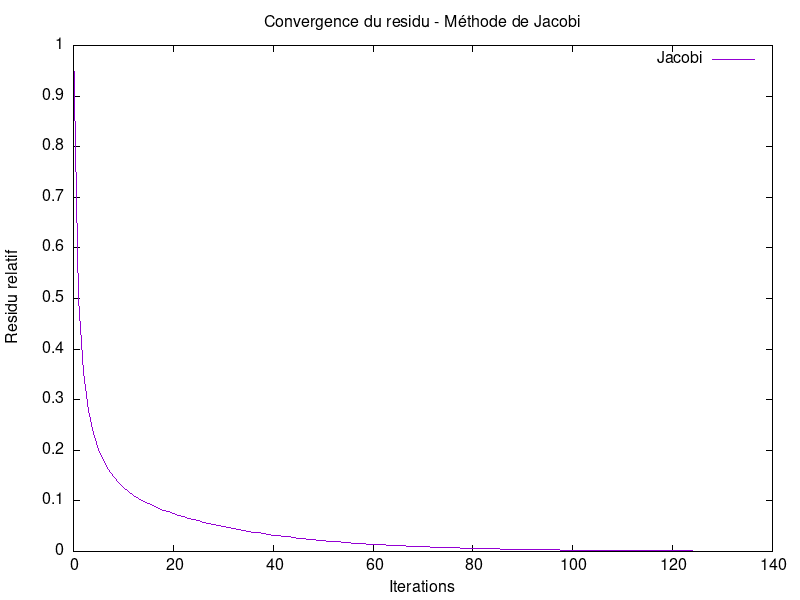 Convergence du residu - Méthode de Jacobi
Jacobi
1
0.9
0.8
0.7
0.6
0.5
0.4
0.3
0.2
0.1
0
Residu relatif
0 20 40 60 80 100 120 140
Iterations